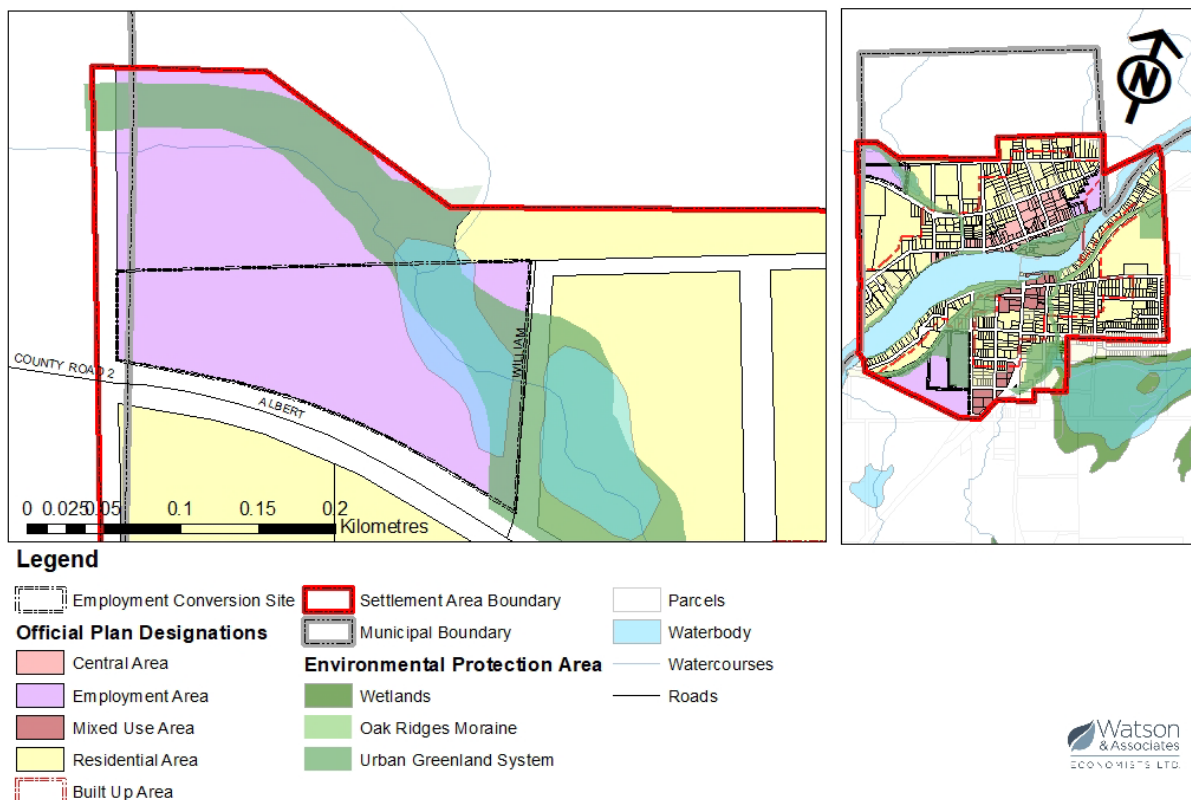 N
WILLIAM
COUNTY ROAD 2
ALBERT
0 0.025 0.05 0.1 0.15 0.2
Kilometres
Legend
Employment Conversion Site
Official Plan Designations
Central Area
Employment Area
Mixed Use Area
Residential Area
Built Up Area
Settlement Area Boundary
Municipal Boundary
Environmental Protection Area
Wetlands
Oak Ridges Moraine
Urban Greenland System
Parcels
Waterbody
Watercourses
Roads
Watson
& Associates
ECONOMISTS LTD.